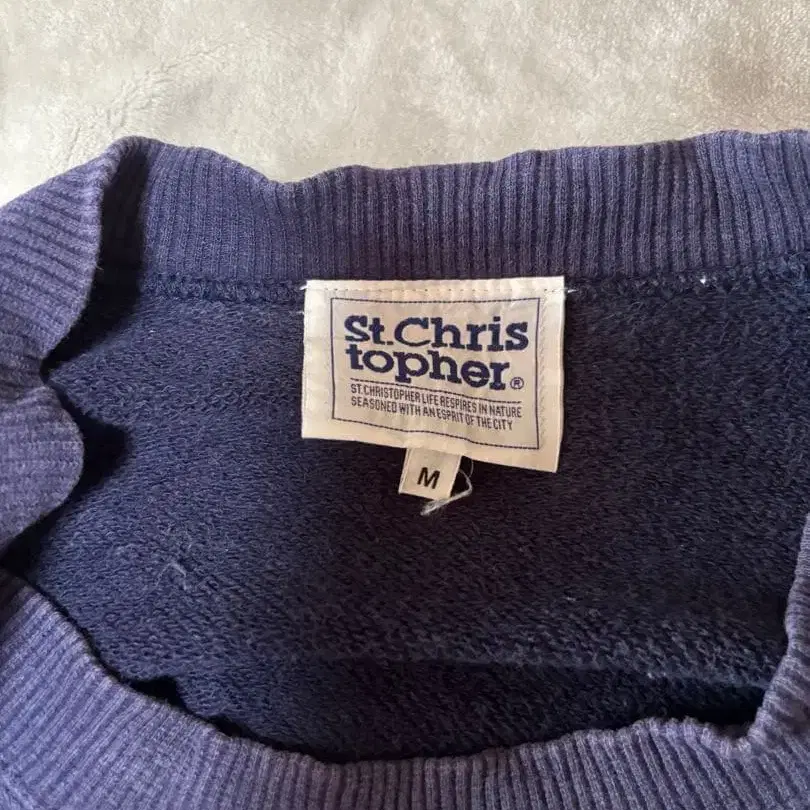 St.Chris
topher®
ST.CHRISTOPHER LIFE RESPIRES IN NATURE
SEASONED WITH AN ESPRIT OF THE CITY
M